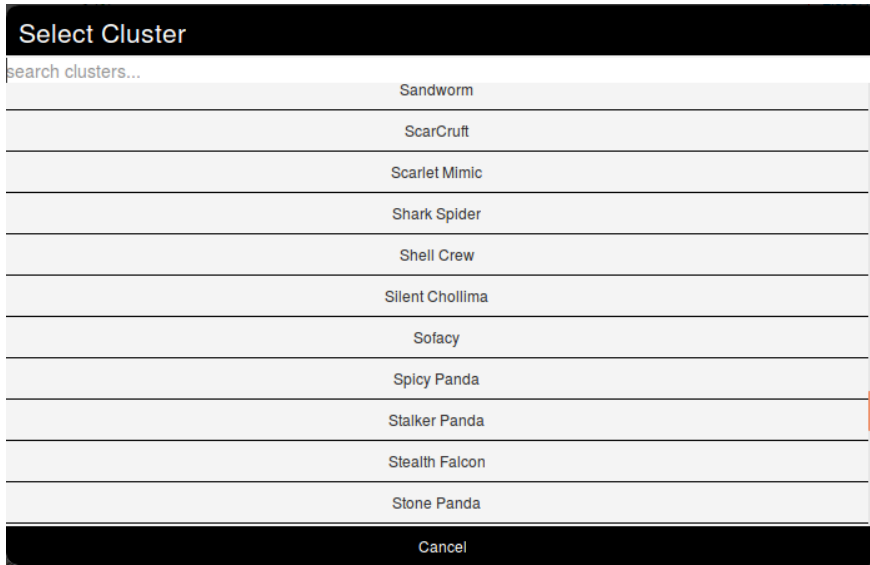 Select Cluster
search clusters...
Sandworm
ScarCruft
Scarlet Mimic
Shark Spider
Shell Crew
Silent Chollima
Sofacy
Spicy Panda
Stalker Panda
Stealth Falcon
Stone Panda
Cancel